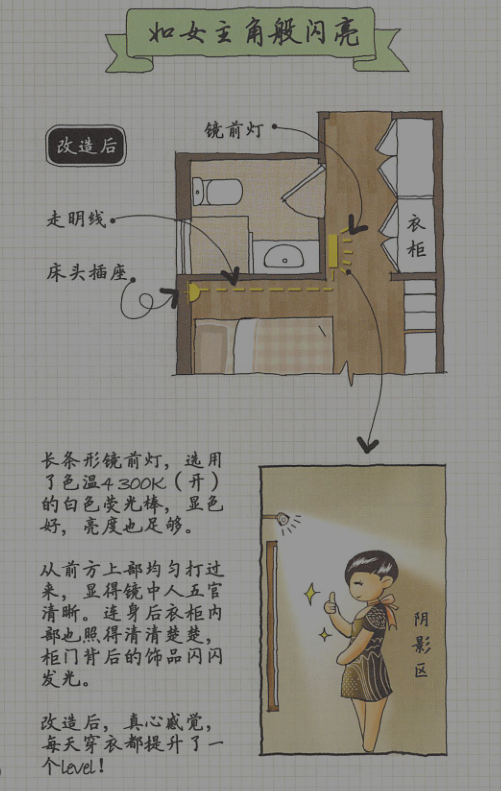 如女主角般闪亮
改造后
镜前灯
走明线
床头插座
衣柜
长条形镜前灯，选用
了色温4300K（开）
的白色荧光棒，显色
好，亮度也足够。
从前方上部均匀打过
来，显得镜中人五官
清晰。连身后衣柜内
部也照得清清楚楚，
柜门背后的饰品闪闪
发光。
改造后，真心感觉，
每天穿衣都提升了一
个level！
阴影区